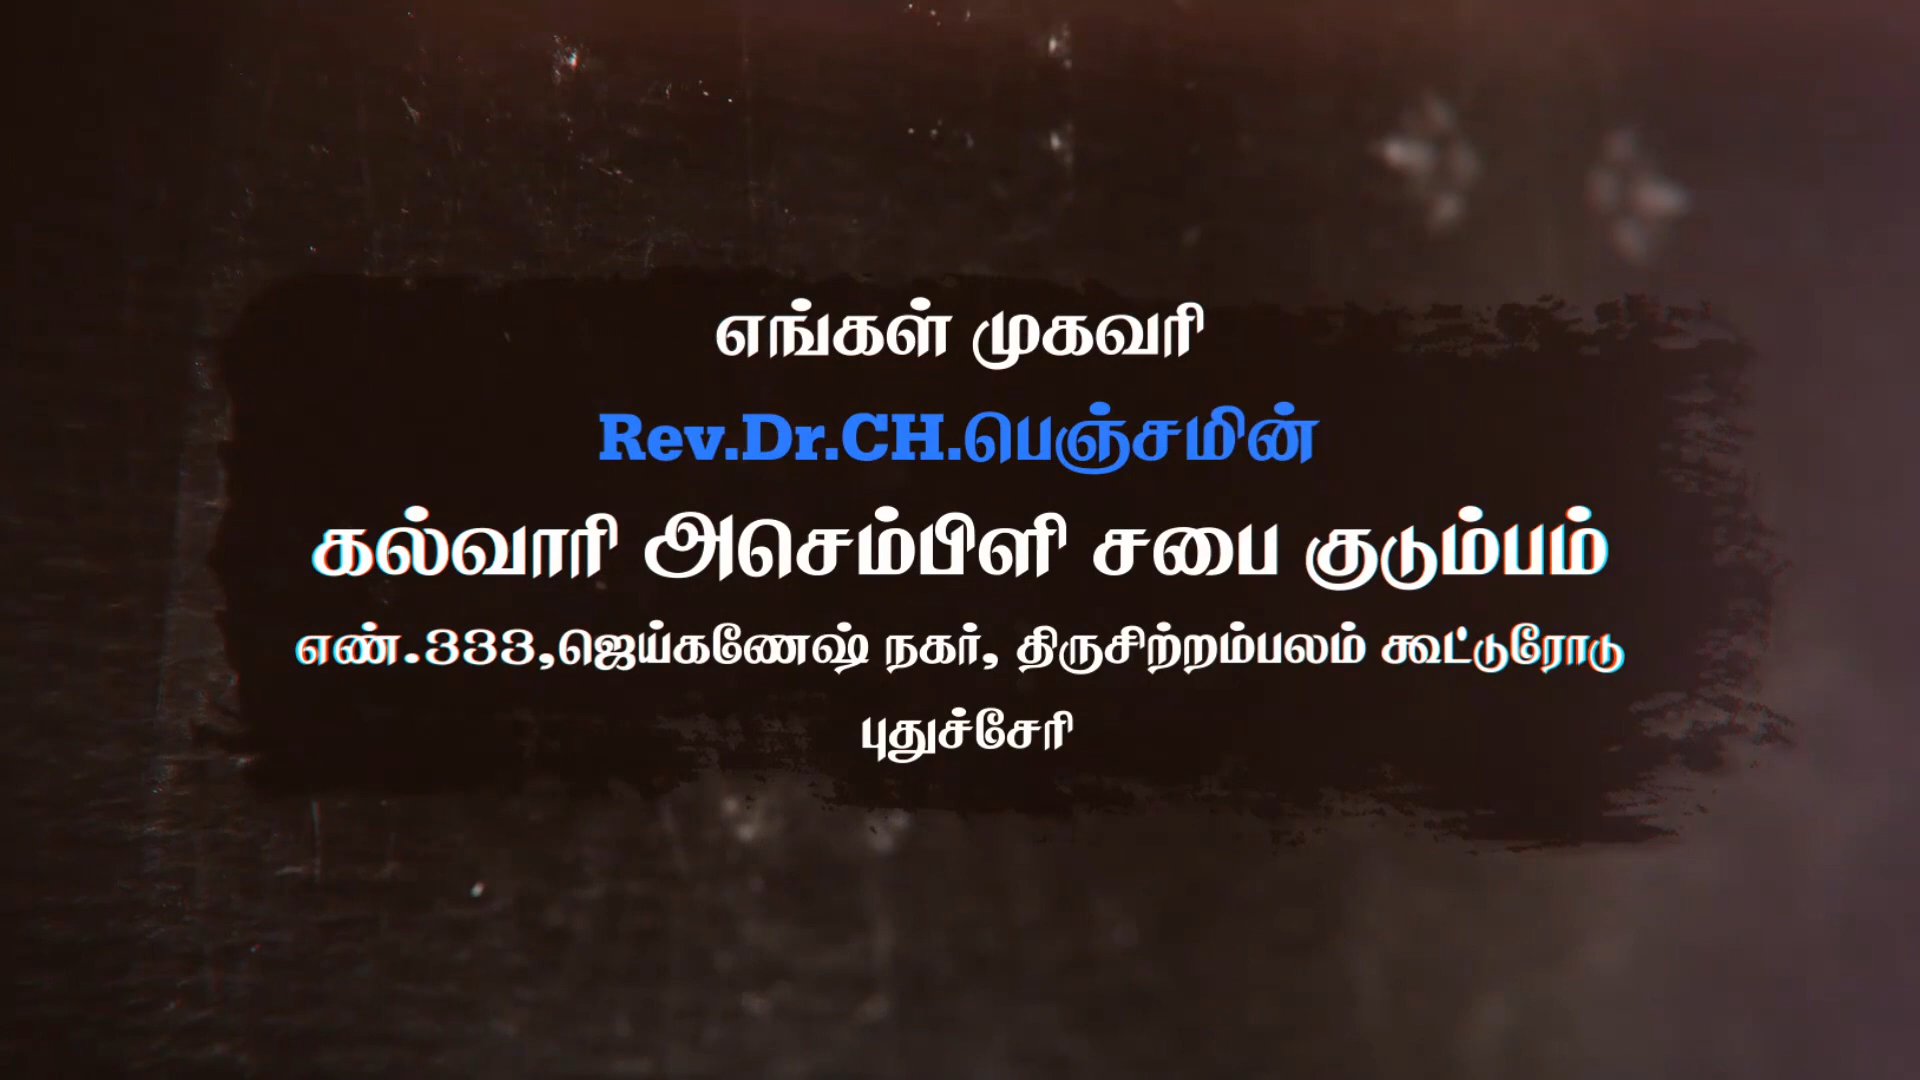 எங்கள் முகவரி
Rev.Dr.CH.பெஞ்சமின்
கல்வாரி அசெம்பிளி சபை குடும்பம்
எண்.333,ஜெய்கணேஷ் நகர், திருசிற்றம்பலம் கூட்டுரோடு
புதுச்சேரி